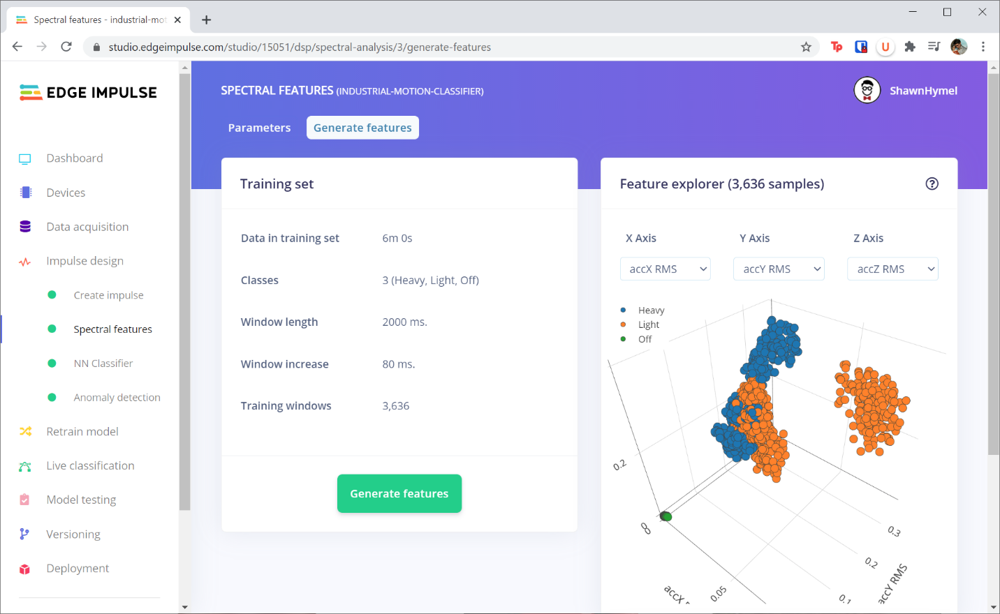 Spectral features - industrial-mot
studio.edgeimpulse.com/studio/15051/dsp/spectral-analysis/3/generate-features
Tp
U
EDGE IMPULSE
SPECTRAL FEATURES (INDUSTRIAL-MOTION-CLASSIFIER)
ShawnHymel
Parameters
Generate features
Dashboard
Devices
Data acquisition
Impulse design
Create impulse
Spectral features
NN Classifier
Anomaly detection
Retrain model
Live classification
Model testing
Versioning
Deployment
Training set
Data in training set 6m 0s
Classes 3 (Heavy, Light, Off)
Window length 2000 ms.
Window increase 80 ms.
Training windows 3,636
Generate features
Feature explorer (3,636 samples)
X Axis Y Axis Z Axis
accX RMS accY RMS accZ RMS
Heavy
Light
Off
0.2
0
0
0.3
0.2
0.1
0.05
accX
accY RMS